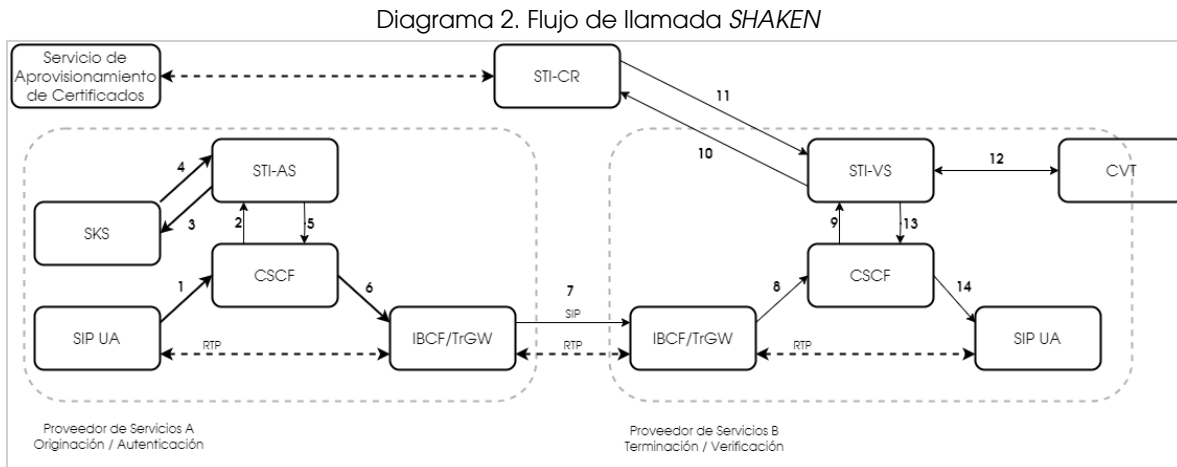 Diagrama 2. Flujo de llamada SHAKEN
Servicio de
Aprovisionamiento
de Certificados
STI-CR
11
10
4
STI-AS
STI-VS
12
CVT
SKS
3
2
5
9
13
CSCF
CSCF
1
6
7
8
14
SIP
SIP UA
RTP
IBCF/TrGW
RTP
IBCF/TrGW
RTP
SIP UA
Proveedor de Servicios A
Originación / Autenticación
Proveedor de Servicios B
Terminación / Verificación